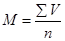 M = ∑ V / n